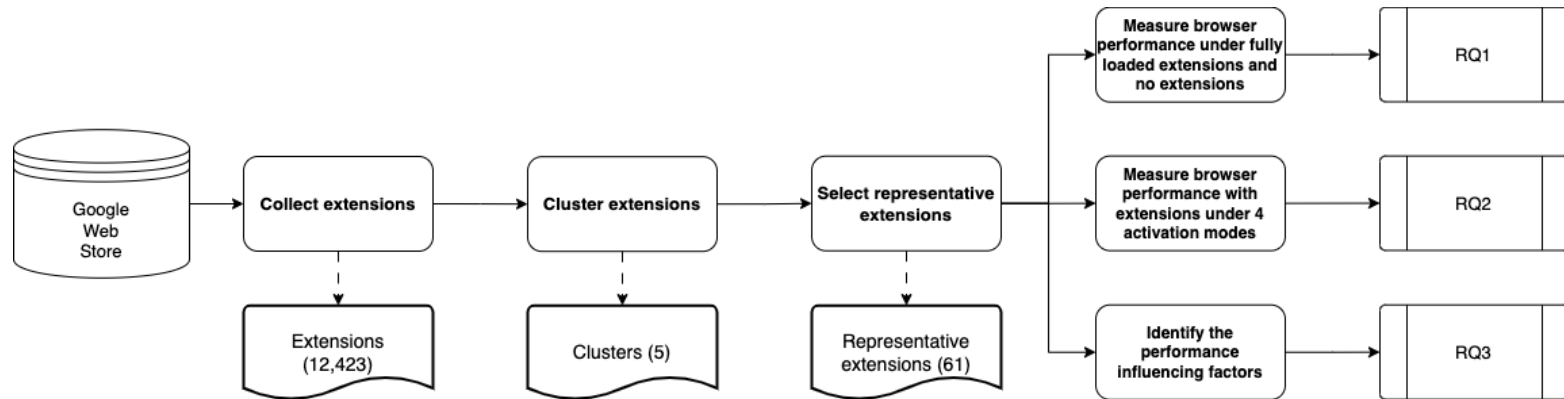 Google
Web
Store
Collect extensions
Extensions
(12,423)
Cluster extensions
Clusters (5)
Select representative
extensions
Representative
extensions (61)
Measure browser
performance under fully
loaded extensions and
no extensions
RQ1
Measure browser
performance with
extensions under 4
activation modes
RQ2
Identify the
performance
influencing factors
RQ3